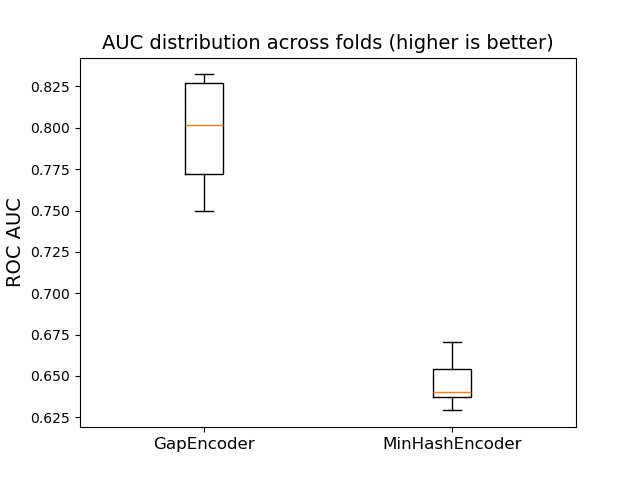 AUC distribution across folds (higher is better)
ROC AUC
0.825
0.800
0.775
0.750
0.725
0.700
0.675
0.650
0.625
GapEncoder
MinHashEncoder